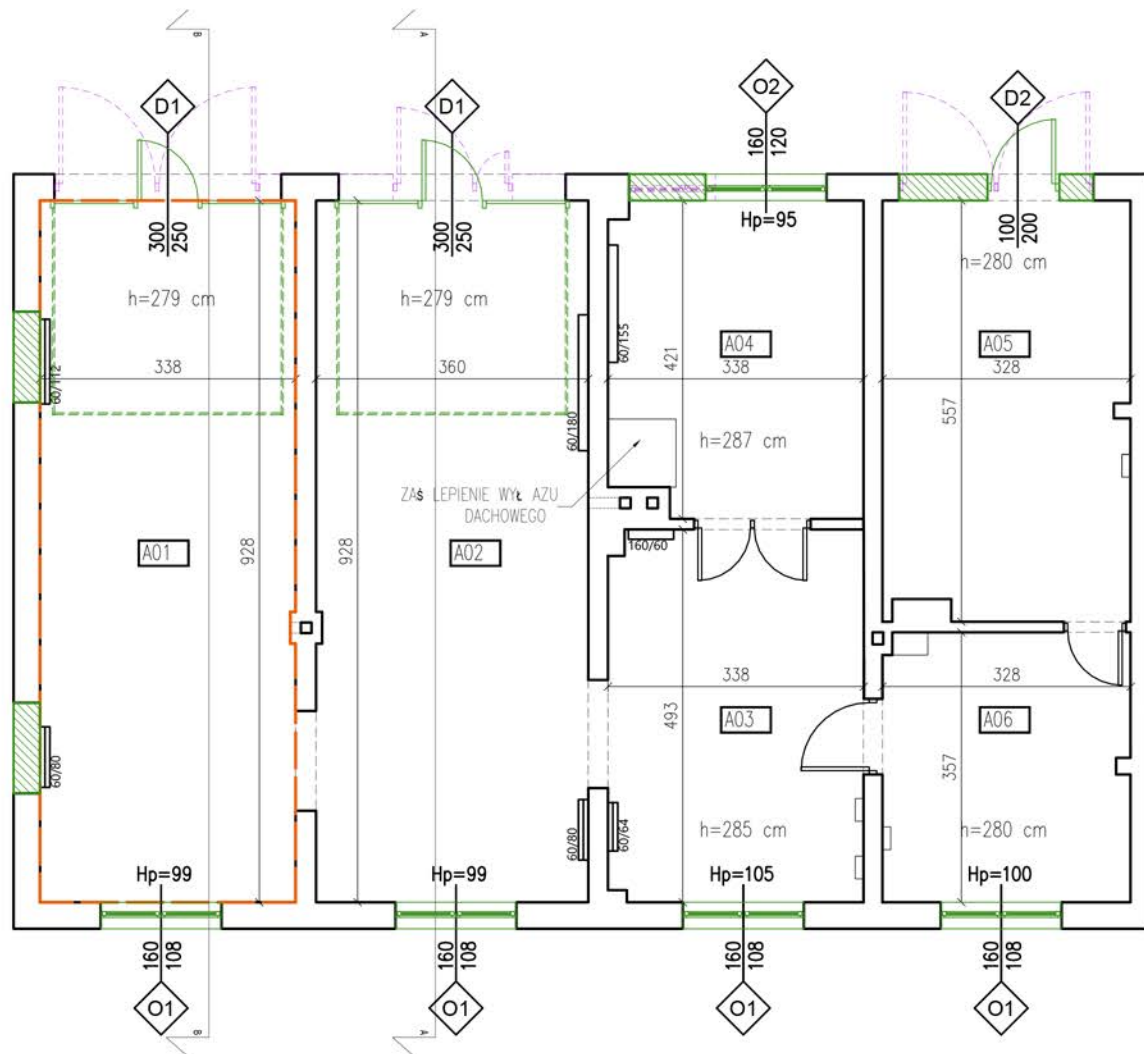 B
A
D1
D1
O2
D2
160
120
300
250
300
250
Hp=95
100
200
h=280 cm
h=279 cm
h=279 cm
60/112
60/180
60/155
A04
A05
338
360
421
338
328
h=287 cm
557
ZAŚ LEPIENIE WYŁ AZU
DACHOWEGO
A01
928
928
A02
160/60
338
328
493
A03
A06
357
60/80
60/80
60/64
h=285 cm
h=280 cm
Hp=99
Hp=99
Hp=105
Hp=100
160
108
160
108
160
108
160
108
O1
O1
O1
O1
B
A